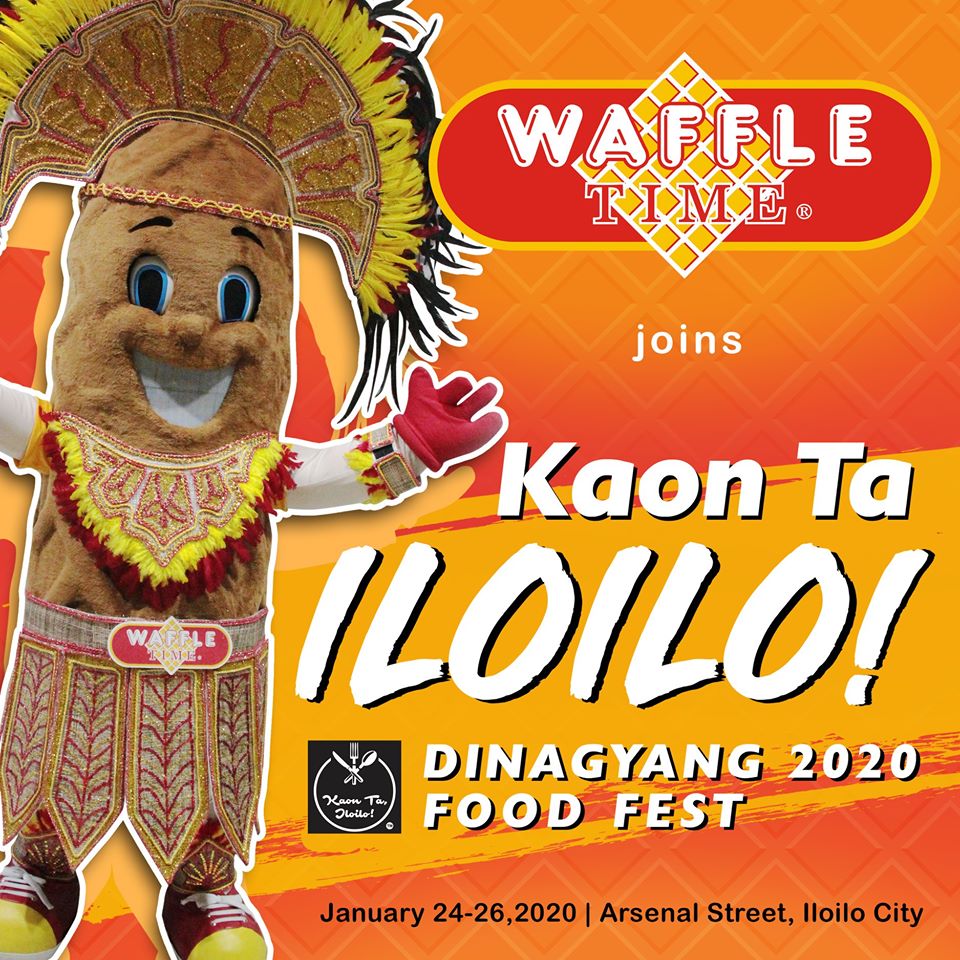 WAFFLE
TIME®
joins
Kaon Ta
ILOILO!
WAFFLE
TIME®
Kaon Ta,
Iloilo!
DINAGYANG 2020
FOOD FEST
January 24-26,2020 | Arsenal Street, Iloilo City